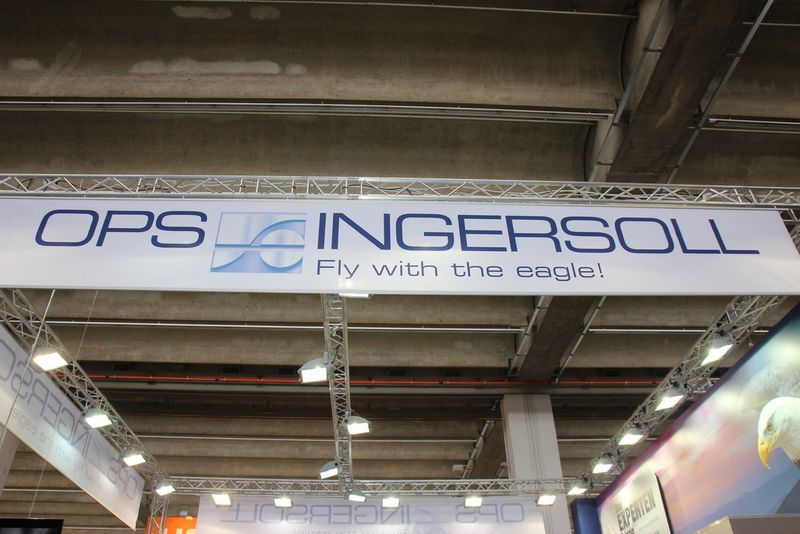 OPS INGERSOLL
Fly with the eagle!
EXPERTEN